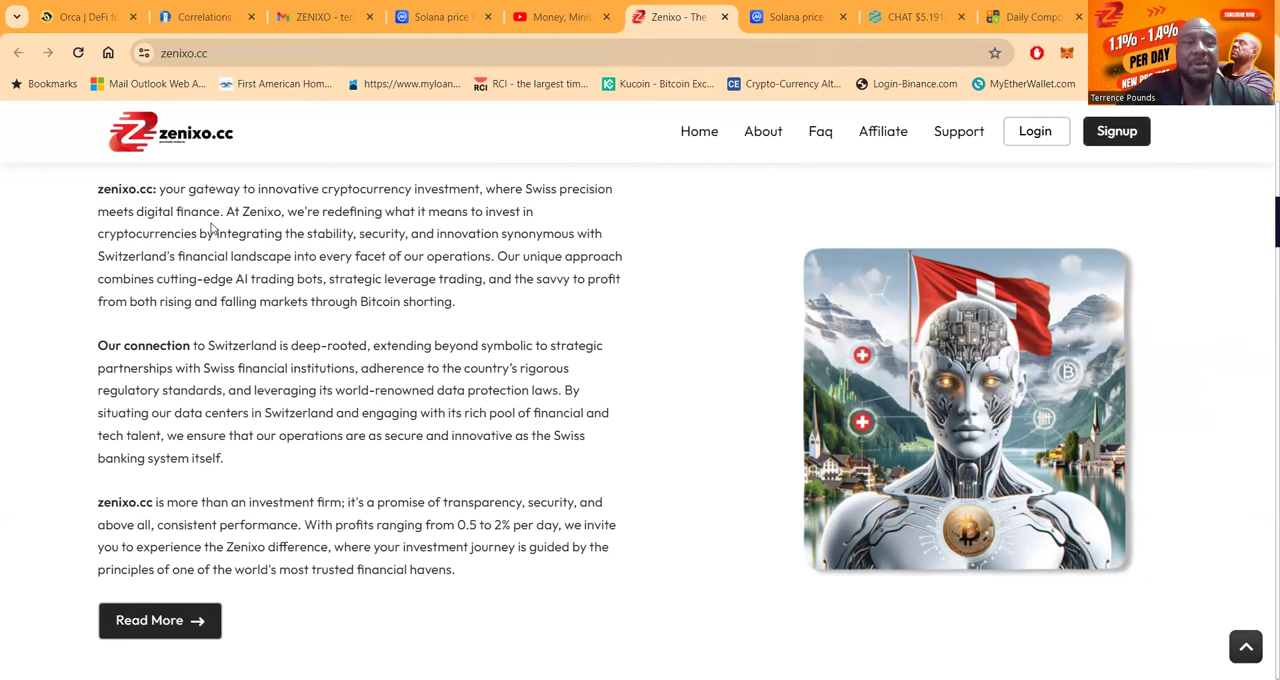 Orca | DeFi fo
Correlations
ZENIXO - ter
Solana price
Money, Mini
Zenixo - The
Solana price
CHAT $5.191
Daily Compo
zenixo.cc
Bookmarks
Mail Outlook Web A...
First American Hom...
https://www.myloan...
RCI - the largest tim...
Kucoin - Bitcoin Exc...
Crypto-Currency Alt...
Login-Binance.com
MyEtherWallet.com
SUBSCRIBE NOW
1.1% - 1.4%
PER DAY
NEW
Terrence Pounds
zenixo.cc
Home
About
Faq
Affiliate
Support
Login
Signup
zenixo.cc: your gateway to innovative cryptocurrency investment, where Swiss precision
meets digital finance. At Zenixo, we're redefining what it means to invest in
cryptocurrencies by integrating the stability, security, and innovation synonymous with
Switzerland's financial landscape into every facet of our operations. Our unique approach
combines cutting-edge AI trading bots, strategic leverage trading, and the savvy to profit
from both rising and falling markets through Bitcoin shorting.
Our connection to Switzerland is deep-rooted, extending beyond symbolic to strategic
partnerships with Swiss financial institutions, adherence to the country's rigorous
regulatory standards, and leveraging its world-renowned data protection laws. By
situating our data centers in Switzerland and engaging with its rich pool of financial and
tech talent, we ensure that our operations are as secure and innovative as the Swiss
banking system itself.
zenixo.cc is more than an investment firm; it's a promise of transparency, security, and
above all, consistent performance. With profits ranging from 0.5 to 2% per day, we invite
you to experience the Zenixo difference, where your investment journey is guided by the
principles of one of the world's most trusted financial havens.
Read More